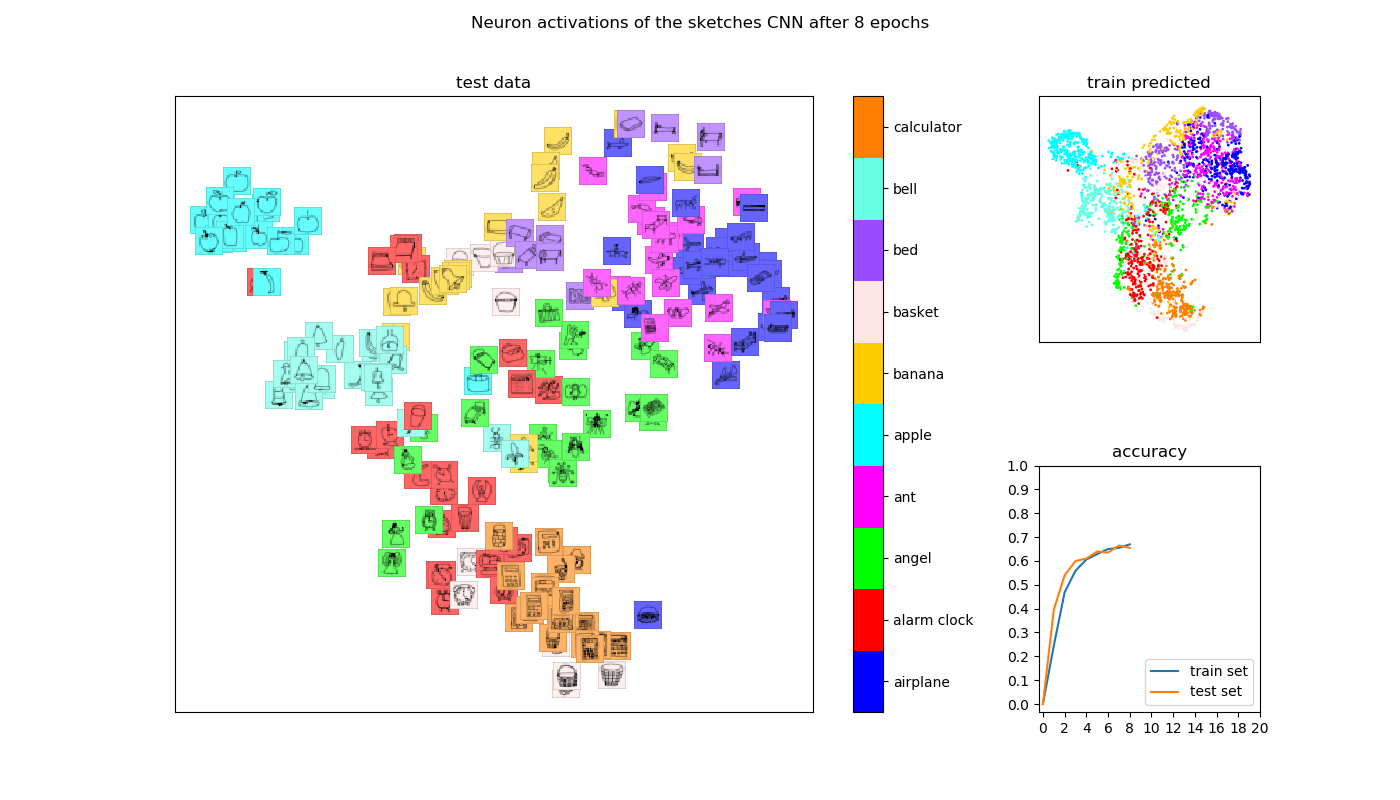 Neuron activations of the sketches CNN after 8 epochs
test data
calculator
bell
bed
basket
banana
apple
ant
angel
alarm clock
airplane
train predicted
accuracy
1.0
0.9
0.8
0.7
0.6
0.5
0.4
0.3
0.2
0.1
0.0
train set
test set
0 2 4 6 8 10 12 14 16 18 20